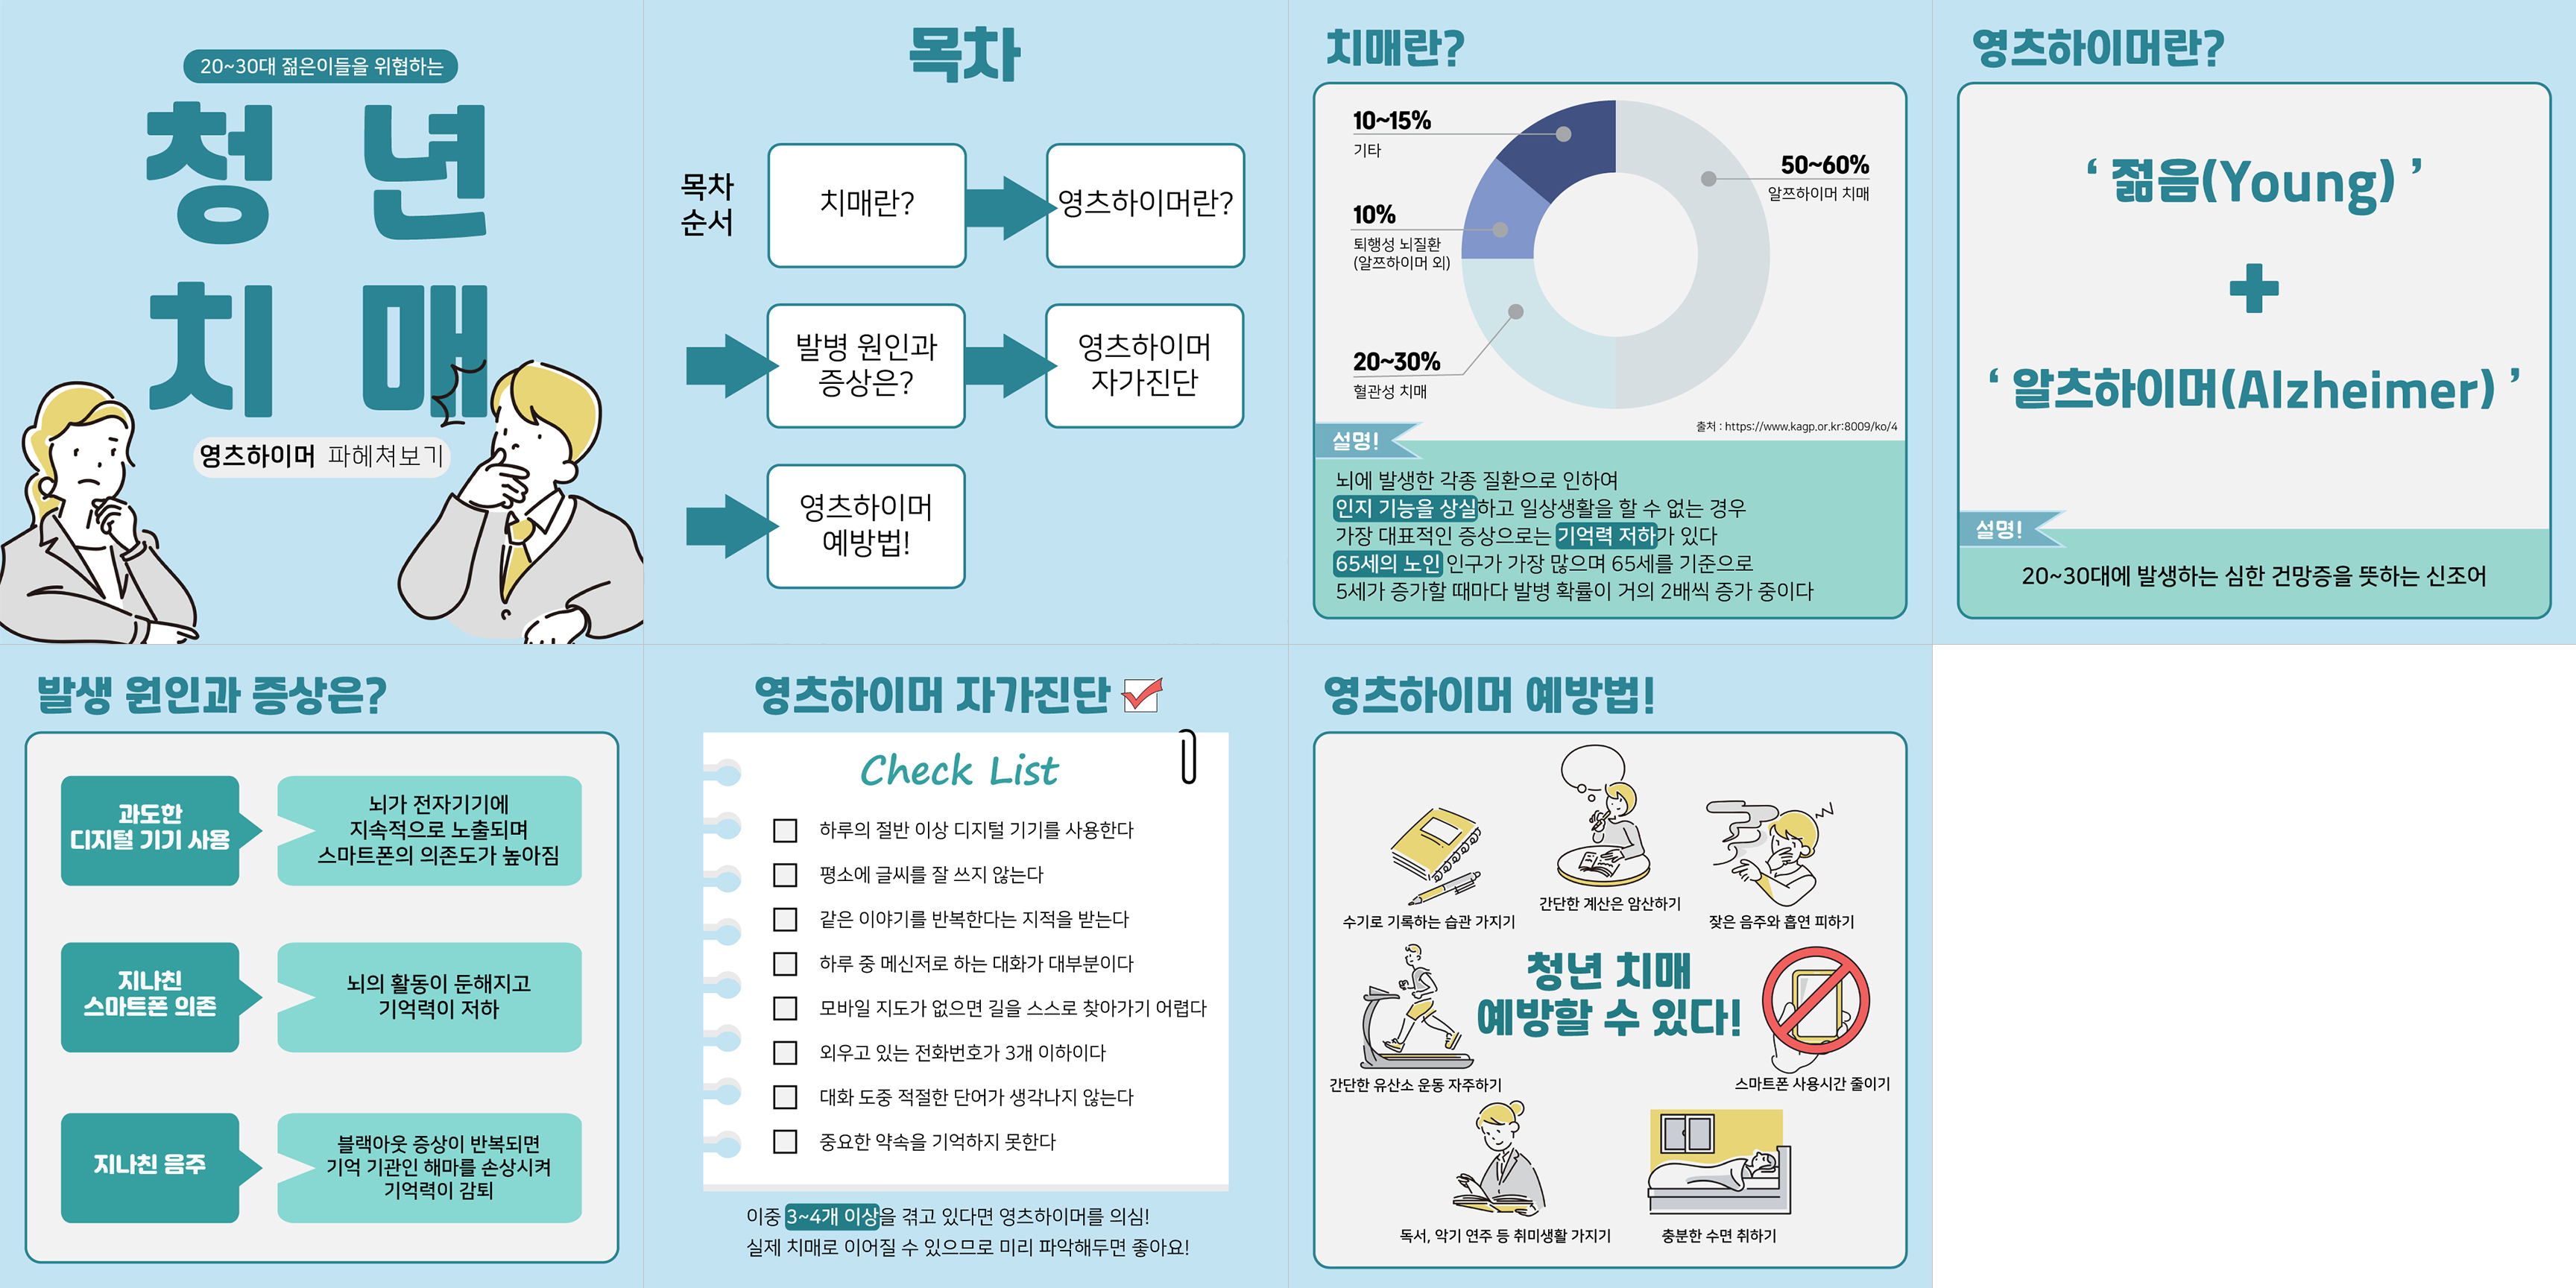 20~30대 젊은이들을 위협하는
청 년
치 매
영츠하이머 파헤쳐보기
목차
목차
순서
치매란?
영츠하이머란?
발병 원인과
증상은?
영츠하이머
자가진단
영츠하이머
예방법!
치매란?
10~15%
기타
50~60%
알쯔하이머 치매
10%
퇴행성 뇌질환
(알쯔하이머 외)
20~30%
혈관성 치매
출처 : https://www.kagp.or.kr:8009/ko/4
설명!
뇌에 발생한 각종 질환으로 인하여
인지 기능을 상실하고 일상생활을 할 수 없는 경우
가장 대표적인 증상으로는 기억력 저하가 있다
65세의 노인 인구가 가장 많으며 65세를 기준으로
5세가 증가할 때마다 발병 확률이 거의 2배씩 증가 중이다
영츠하이머란?
‘ 젊음(Young) ’
+
‘ 알츠하이머(Alzheimer) ’
설명!
20~30대에 발생하는 심한 건망증을 뜻하는 신조어
발생 원인과 증상은?
과도한
디지털 기기 사용
뇌가 전자기기에
지속적으로 노출되며
스마트폰의 의존도가 높아짐
지나친
스마트폰 의존
뇌의 활동이 둔해지고
기억력이 저하
지나친 음주
블랙아웃 증상이 반복되면
기억 기관인 해마를 손상시켜
기억력이 감퇴
영츠하이머 자가진단
Check List
하루의 절반 이상 디지털 기기를 사용한다
평소에 글씨를 잘 쓰지 않는다
같은 이야기를 반복한다는 지적을 받는다
하루 중 메신저로 하는 대화가 대부분이다
모바일 지도가 없으면 길을 스스로 찾아가기 어렵다
외우고 있는 전화번호가 3개 이하이다
대화 도중 적절한 단어가 생각나지 않는다
중요한 약속을 기억하지 못한다
이중 3~4개 이상을 겪고 있다면 영츠하이머를 의심!
실제 치매로 이어질 수 있으므로 미리 파악해두면 좋아요!
영츠하이머 예방법!
수기로 기록하는 습관 가지기
간단한 계산은 암산하기
잦은 음주와 흡연 피하기
청년 치매
예방할 수 있다!
간단한 유산소 운동 자주하기
스마트폰 사용시간 줄이기
독서, 악기 연주 등 취미생활 가지기
충분한 수면 취하기